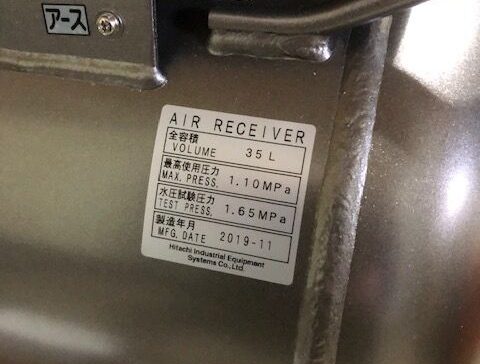 アース
AIR RECEIVER
全容積
VOLUME 35 L
最高使用圧力
MAX. PRESS. 1.10MPa
水圧試験圧力
TEST PRESS. 1.65MPa
製造年月
MFG. DATE 2019-11
Hitachi Industrial Equipment
Systems Co., Ltd.